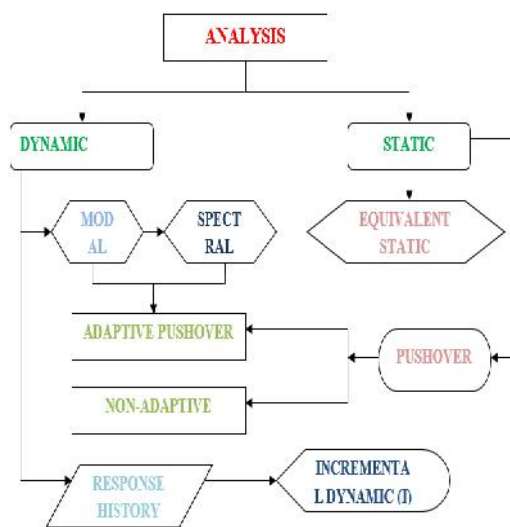 ANALYSIS
DYNAMIC
STATIC
MOD
AL
SPECT
RAL
EQUIVALENT
STATIC
ADAPTIVE PUSHOVER
PUSHOVER
NON-ADAPTIVE
RESPONSE
HISTORY
INCREMENTA
L DYNAMIC (I)